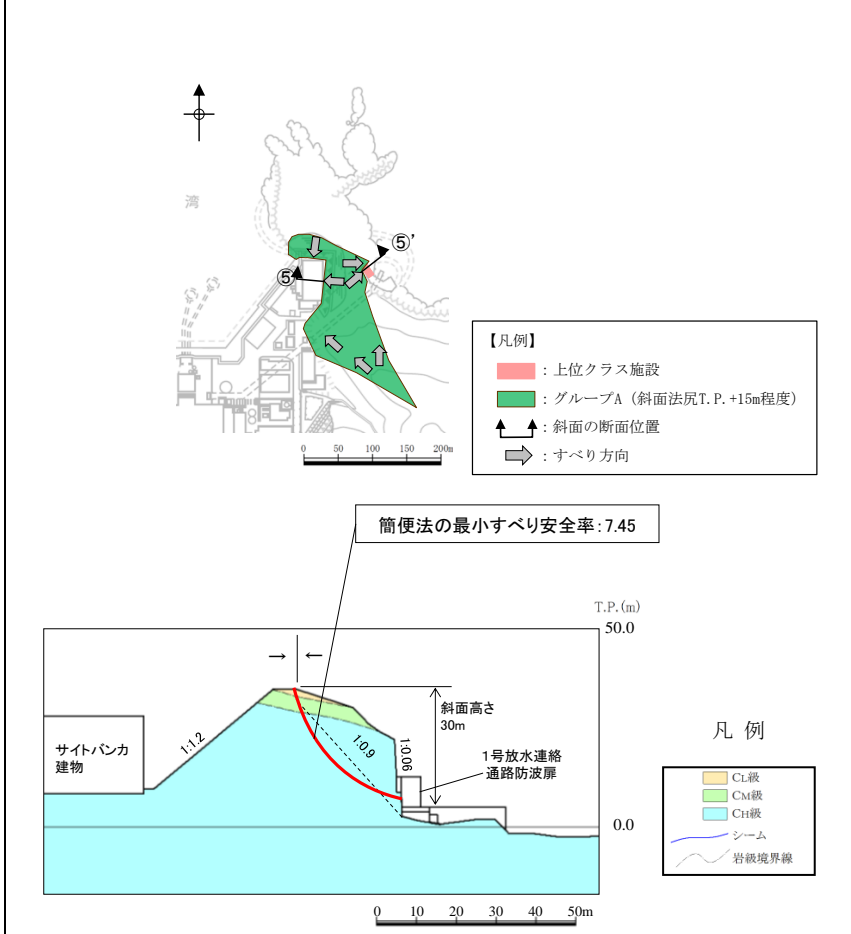 湾
⑤
⑤'
0 50 100 150 200m
【凡例】
：上位クラス施設
：グループA（斜面法尻T.P.+15m程度）
：斜面の断面位置
：すべり方向
簡便法の最小すべり安全率：7.45
T.P.(m)
50.0
→ ←
斜面高さ
30m
1:1.2
1:0.9
1:0.06
サイトバンカ
建物
1号放水連絡
通路防波扉
0.0
0 10 20 30 40 50m
凡 例
CL級
CM級
CH級
シーム
岩級境界線